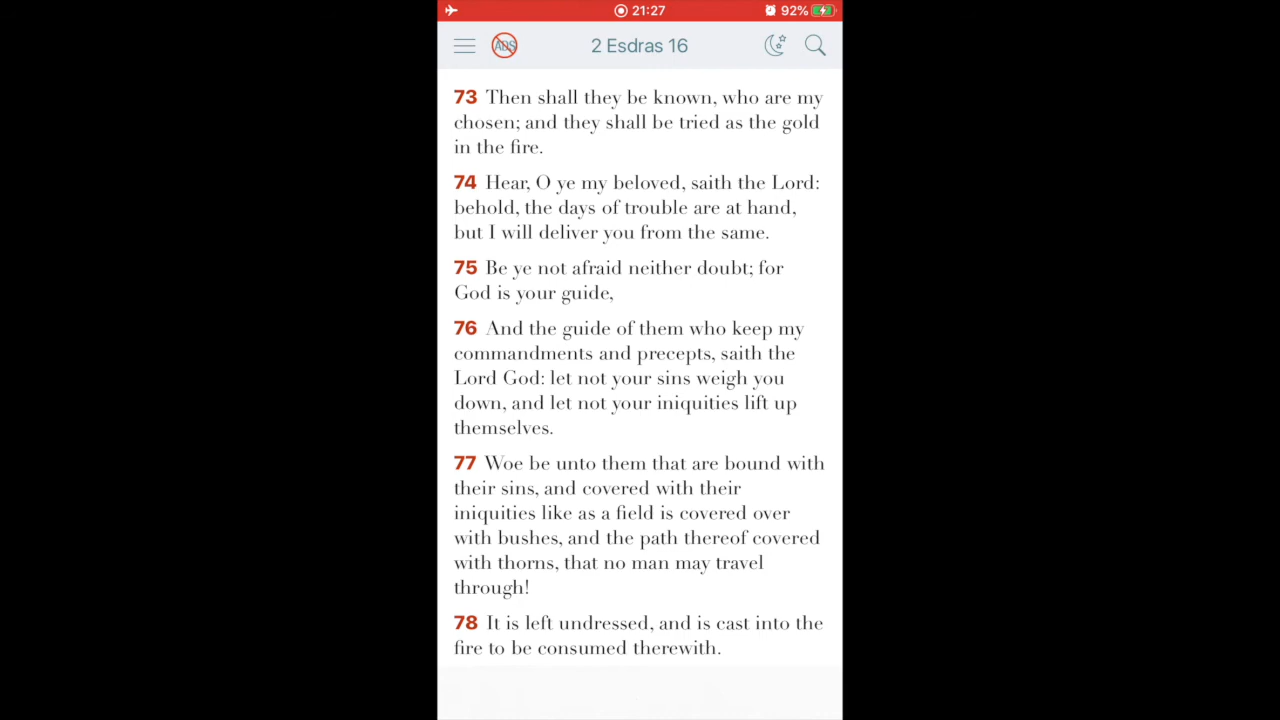 21:27
92%
ADS
2 Esdras 16
73 Then shall they be known, who are my
chosen; and they shall be tried as the gold
in the fire.
74 Hear, O ye my beloved, saith the Lord:
behold, the days of trouble are at hand,
but I will deliver you from the same.
75 Be ye not afraid neither doubt; for
God is your guide,
76 And the guide of them who keep my
commandments and precepts, saith the
Lord God: let not your sins weigh you
down, and let not your iniquities lift up
themselves.
77 Woe be unto them that are bound with
their sins, and covered with their
iniquities like as a field is covered over
with bushes, and the path thereof covered
with thorns, that no man may travel
through!
78 It is left undressed, and is cast into the
fire to be consumed therewith.